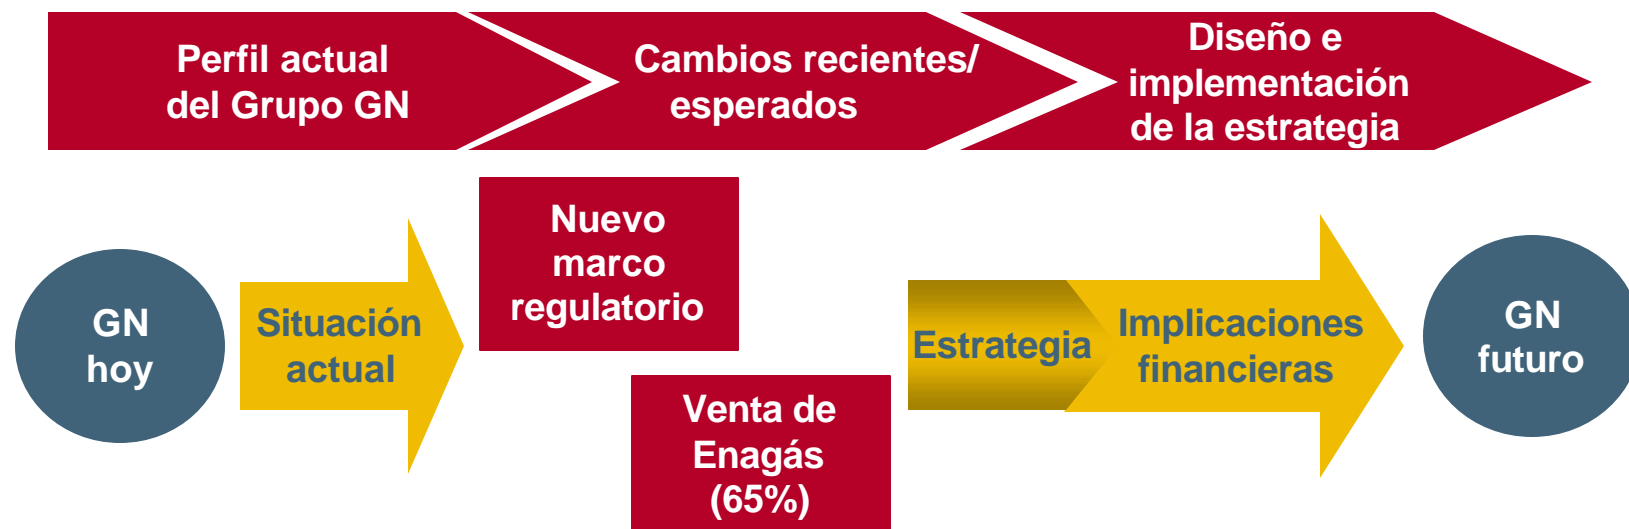 Perfil actual
del Grupo GN
Cambios recientes/
esperados
Diseño e
implementación
de la estrategia
GN
hoy
Situación
actual
Nuevo
marco
regulatorio
Venta de
Enagás
(65%)
Estrategia
Implicaciones
financieras
GN
futuro